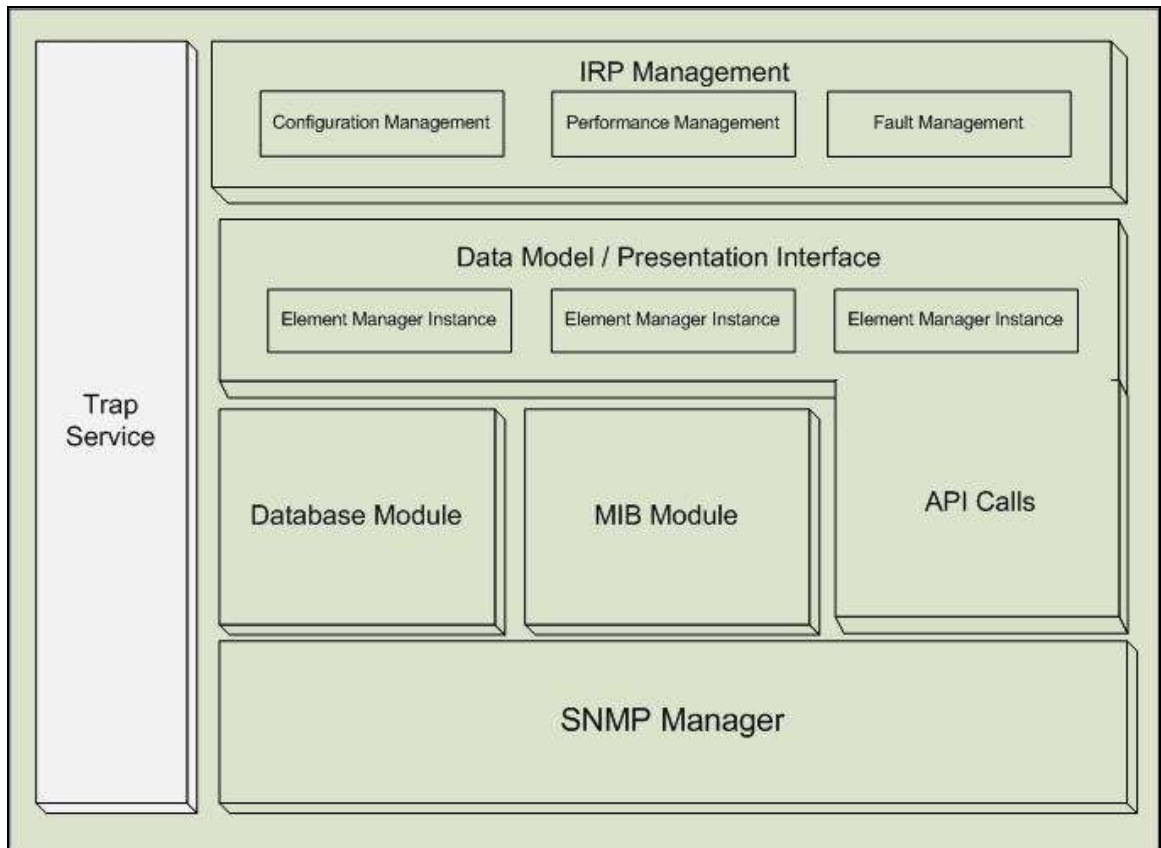 IRP Management
Configuration Management
Performance Management
Fault Management
Data Model / Presentation Interface
Element Manager Instance
Element Manager Instance
Element Manager Instance
Trap
Service
Database Module
MIB Module
API Calls
SNMP Manager